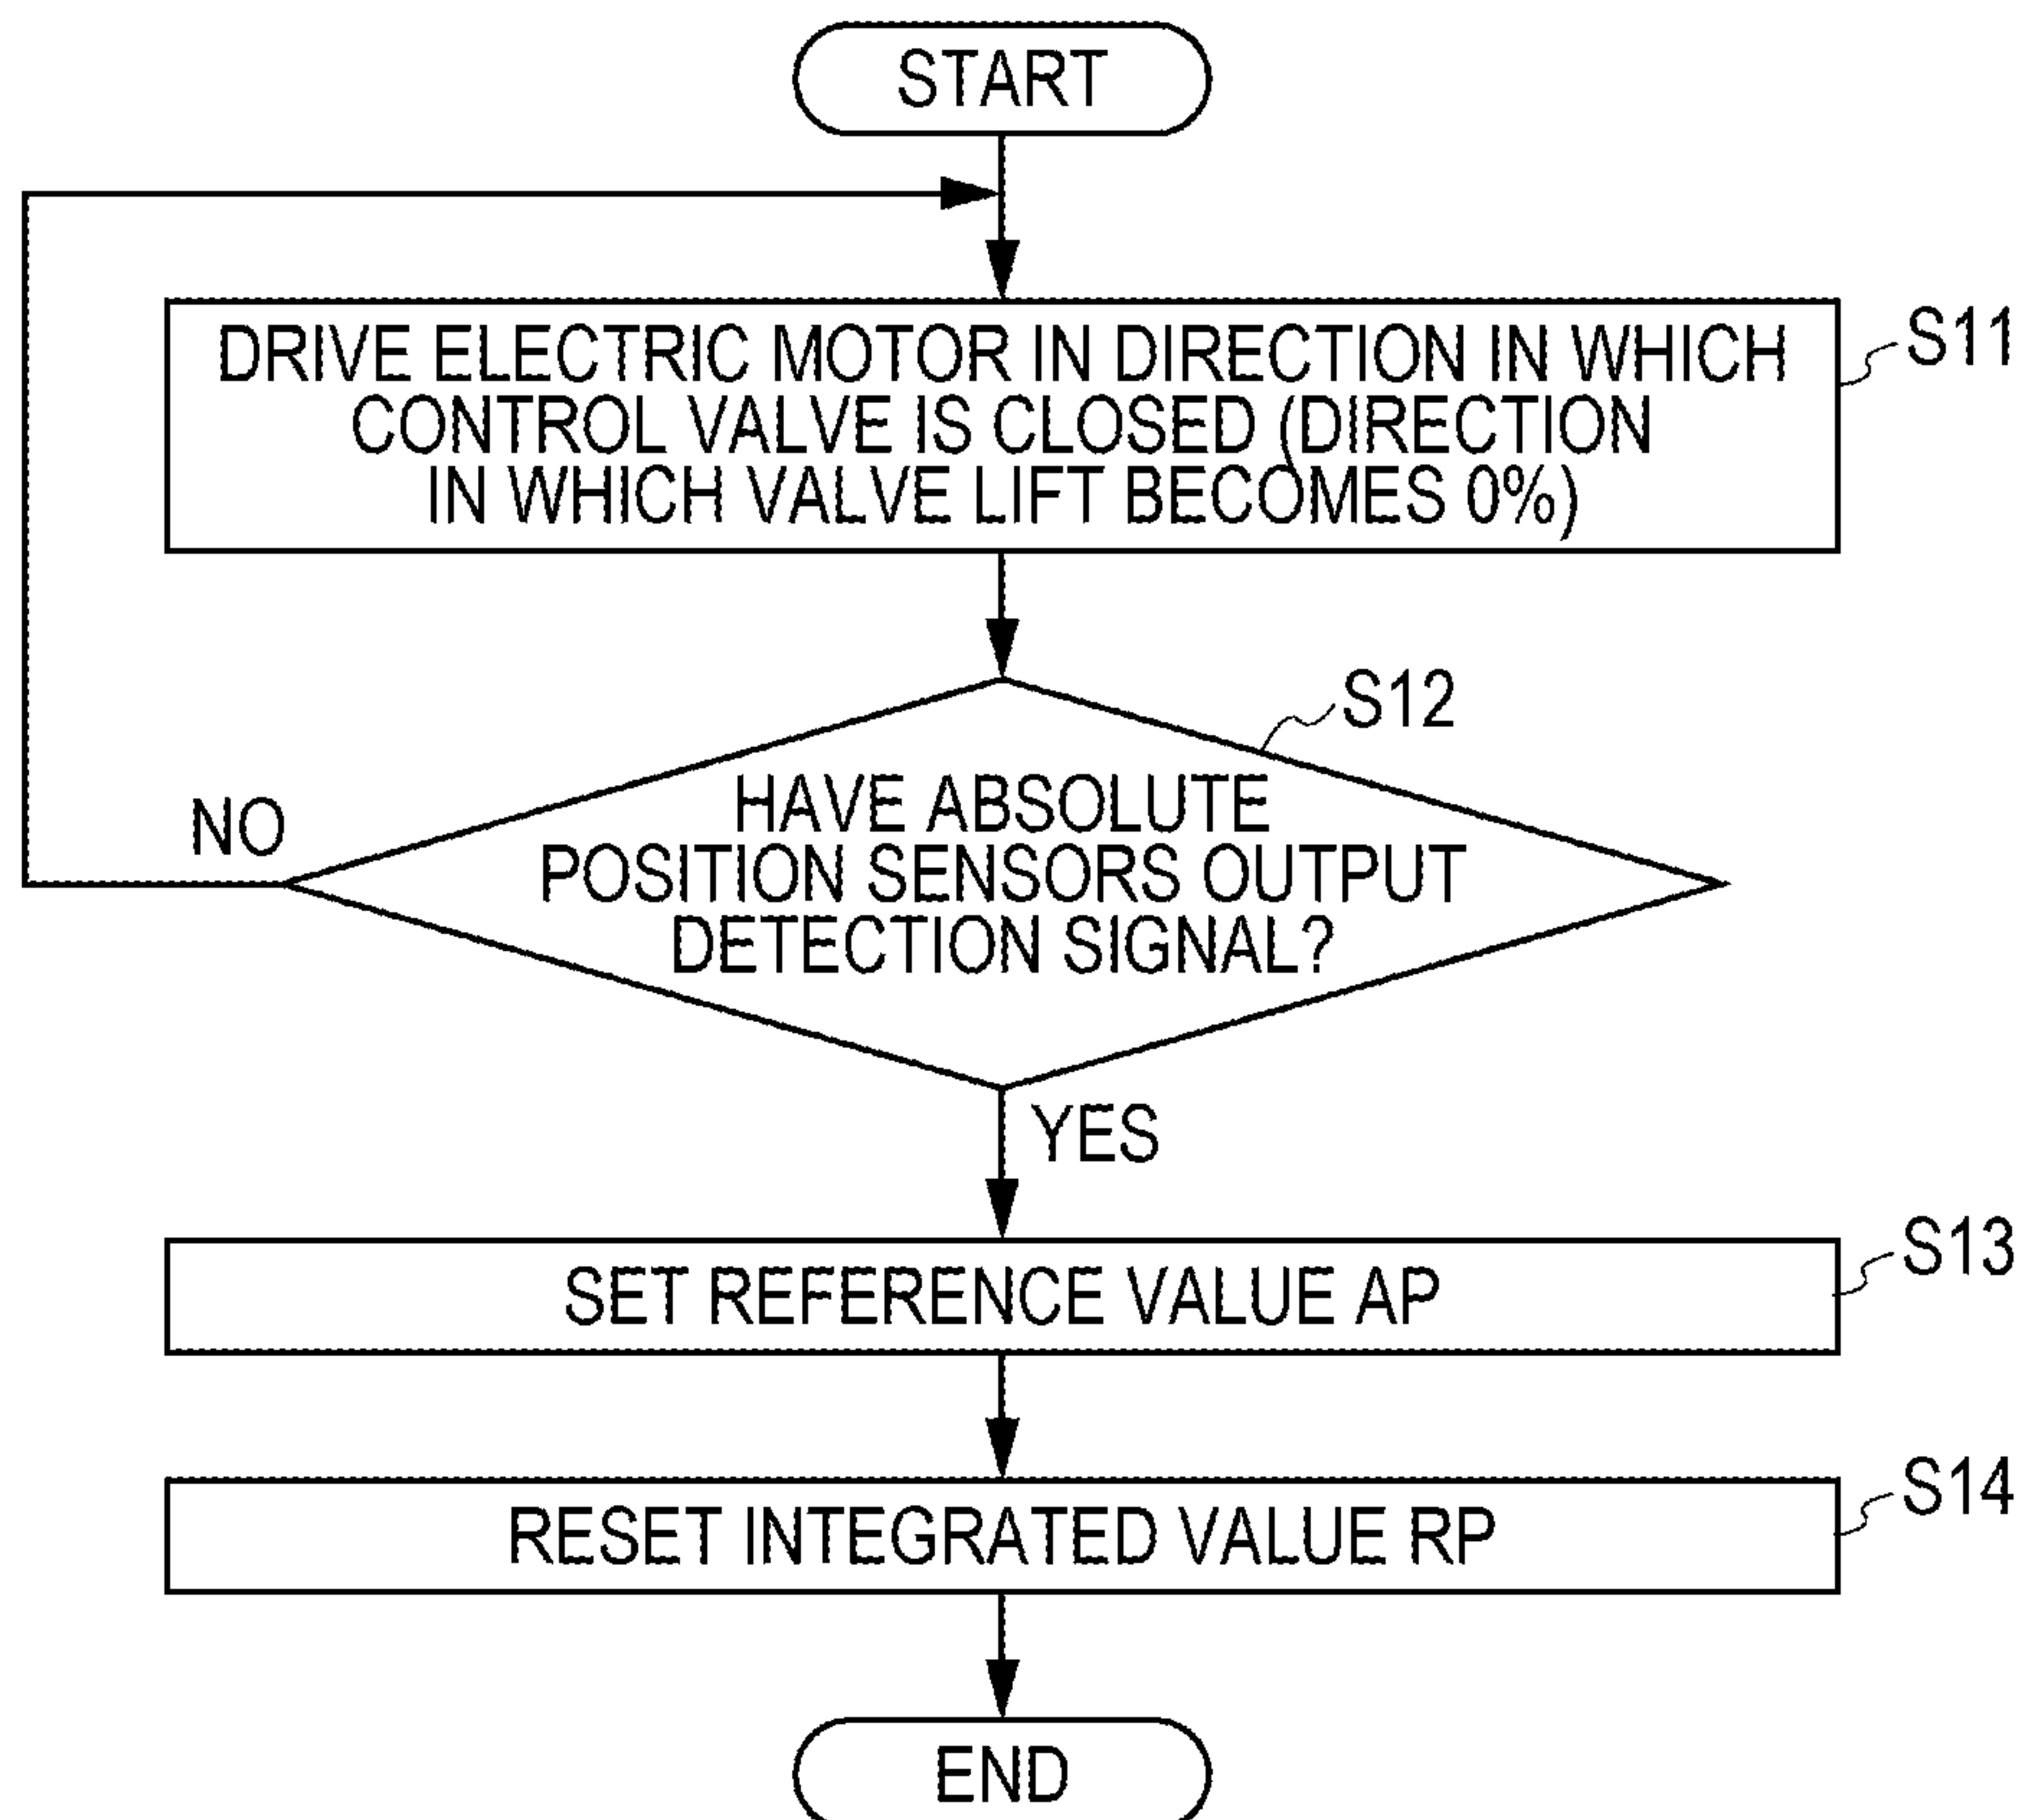 START
DRIVE ELECTRIC MOTOR IN DIRECTION IN WHICH
CONTROL VALVE IS CLOSED (DIRECTION
IN WHICH VALVE LIFT BECOMES 0%)
S11
S12
HAVE ABSOLUTE
POSITION SENSORS OUTPUT
DETECTION SIGNAL?
NO
YES
SET REFERENCE VALUE AP
S13
RESET INTEGRATED VALUE RP
S14
END